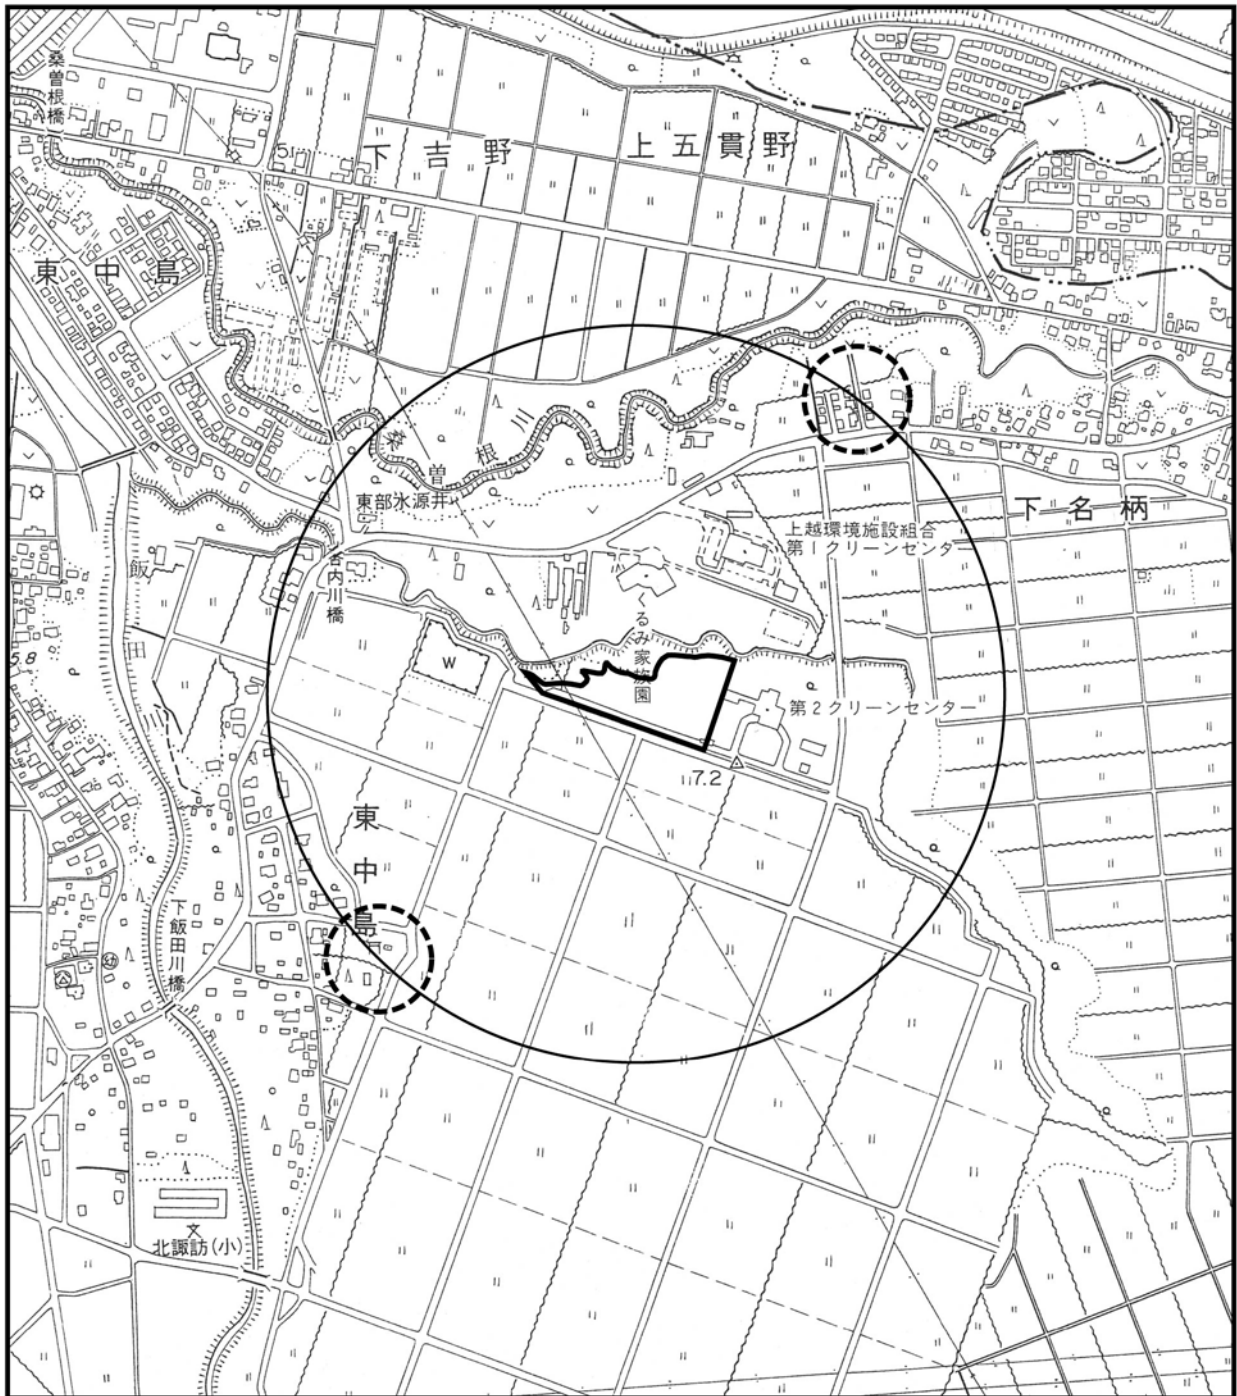 桑曽根橋
51
下吉野
上五貫野
東中島
桑曽根川
東部水源井
下名柄
上越環境施設組合
第1クリーンセンター
飯田川
内川橋
くるみ家族園
W
58
第2クリーンセンター
7.2
東中島
下飯田川橋
文
北諏訪(小)